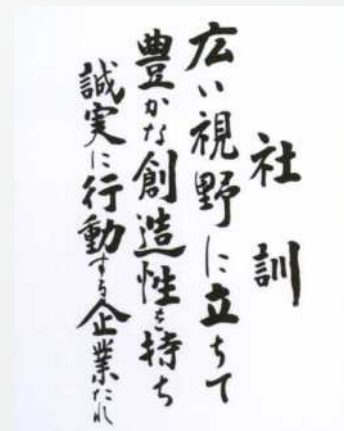 社訓
広い視野に立ちて
豊かな創造性を持ち
誠実に行動する企業たれ